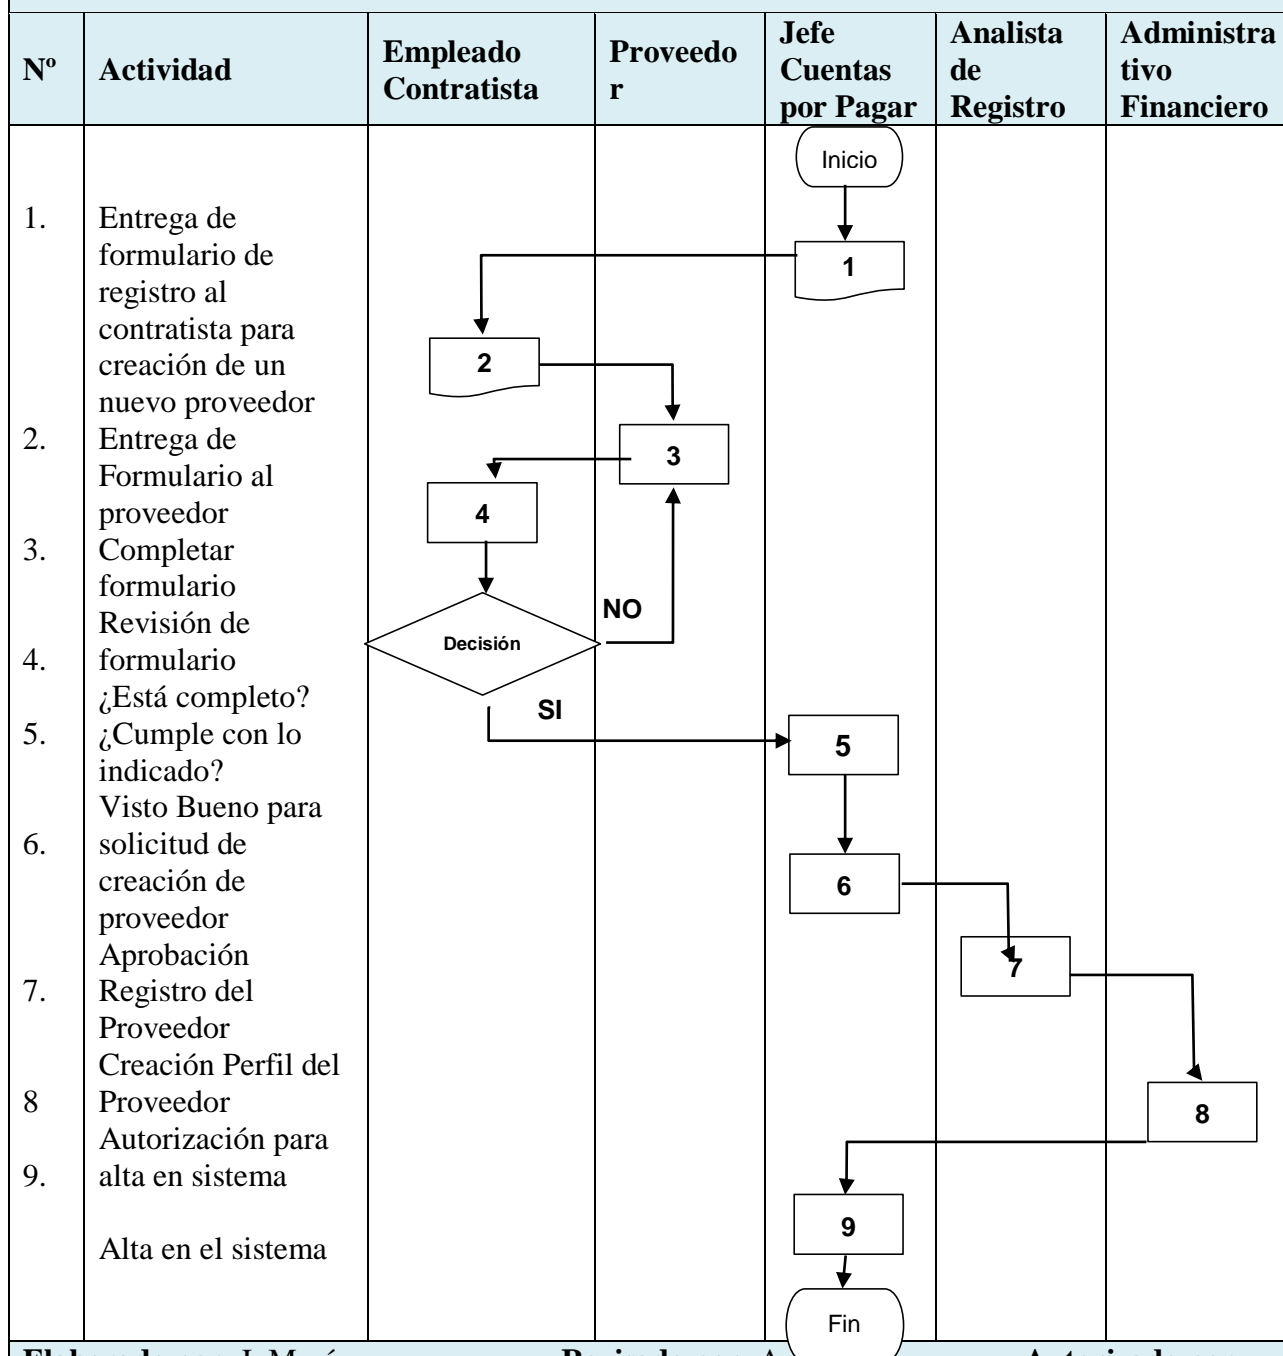 Nº Actividad Empleado Contratista Proveedo r Jefe Cuentas por Pagar Analista de Registro Administra tivo Financiero
Inicio
1. Entrega de
formulario de
registro al
contratista para
creación de un
nuevo proveedor
2. Entrega de
Formulario al
proveedor
3. Completar
formulario
Revisión de
4. formulario
¿Está completo?
5. ¿Cumple con lo
indicado?
Visto Bueno para
6. solicitud de
creación de
proveedor
Aprobación
7. Registro del
Proveedor
Creación Perfil del
8 Proveedor
Autorización para
9. alta en sistema
Alta en el sistema
1
2
3
4
Decisión
NO
SI
5
6
7
8
9
Fin